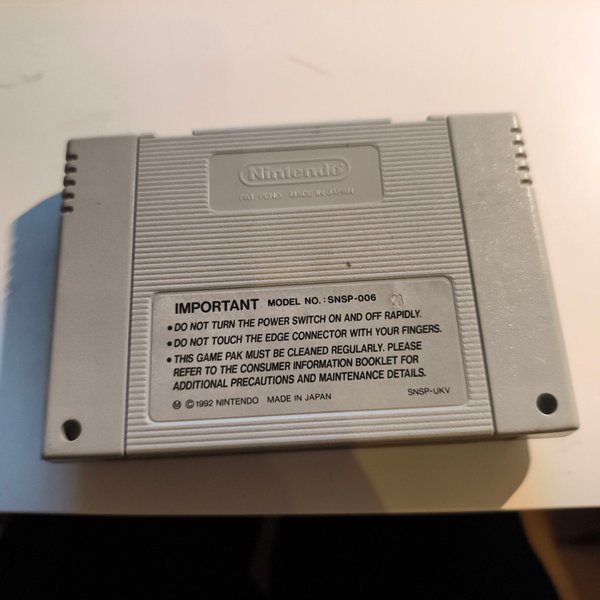 Nintendo
PAT. PEND. MADE IN JAPAN
IMPORTANT MODEL NO.: SNSP-006
• DO NOT TURN THE POWER SWITCH ON AND OFF RAPIDLY.
• DO NOT TOUCH THE EDGE CONNECTOR WITH YOUR FINGERS.
• THIS GAME PAK MUST BE CLEANED REGULARLY. PLEASE
REFER TO THE CONSUMER INFORMATION BOOKLET FOR
ADDITIONAL PRECAUTIONS AND MAINTENANCE DETAILS.
Ⓜ © 1992 NINTENDO MADE IN JAPAN SNSP-UKV